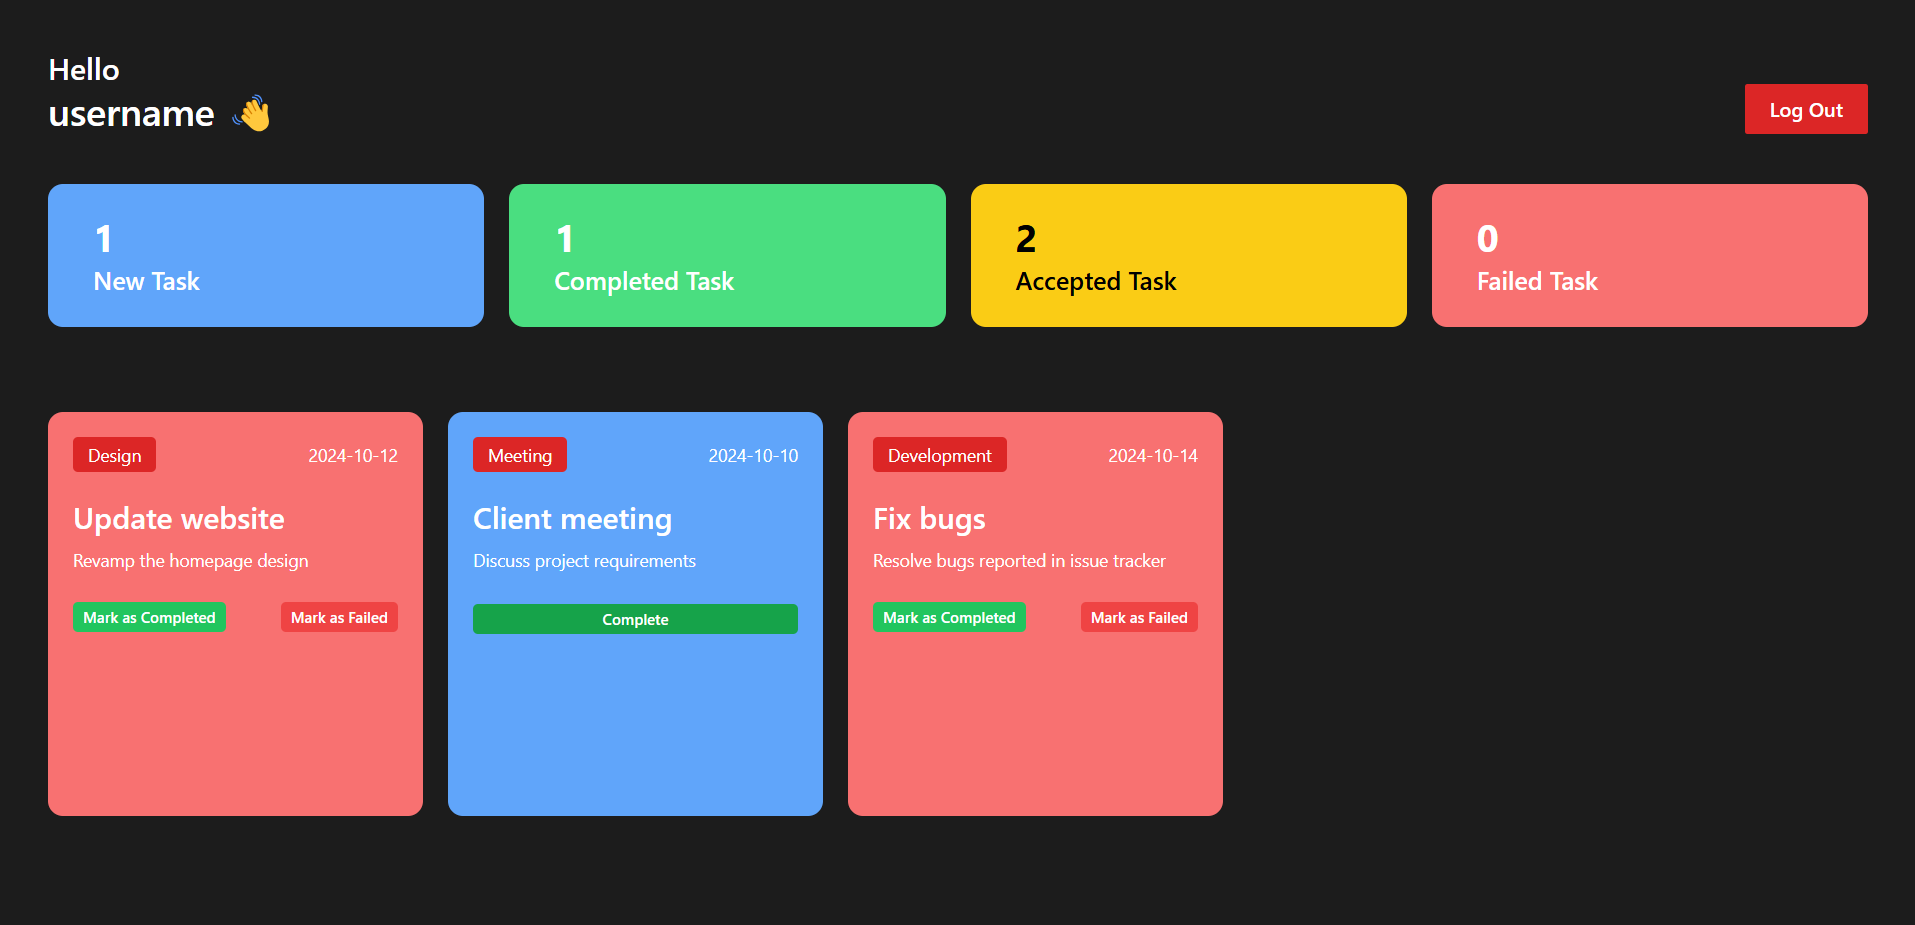 Hello
username 👋
Log Out
1
New Task
1
Completed Task
2
Accepted Task
0
Failed Task
Design 2024-10-12
Update website
Revamp the homepage design
Mark as Completed Mark as Failed
Meeting 2024-10-10
Client meeting
Discuss project requirements
Complete
Development 2024-10-14
Fix bugs
Resolve bugs reported in issue tracker
Mark as Completed Mark as Failed